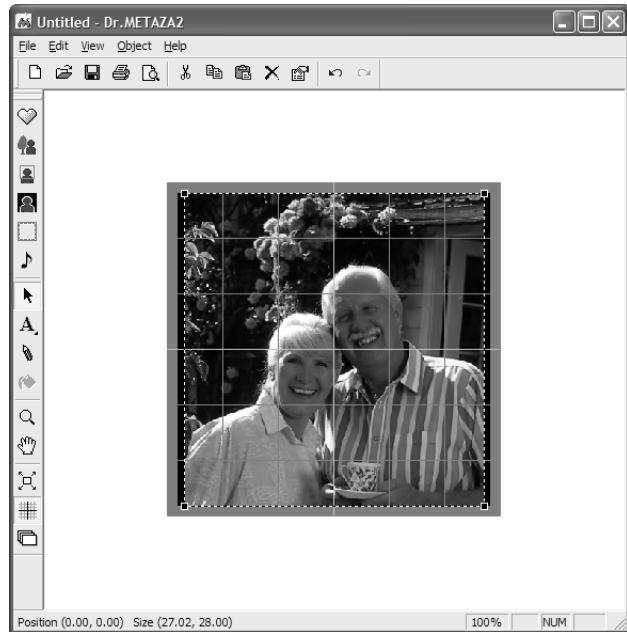 Untitled - Dr.METAZA2
File Edit View Object Help
A
Position (0.00, 0.00) Size (27.02, 28.00) 100% NUM